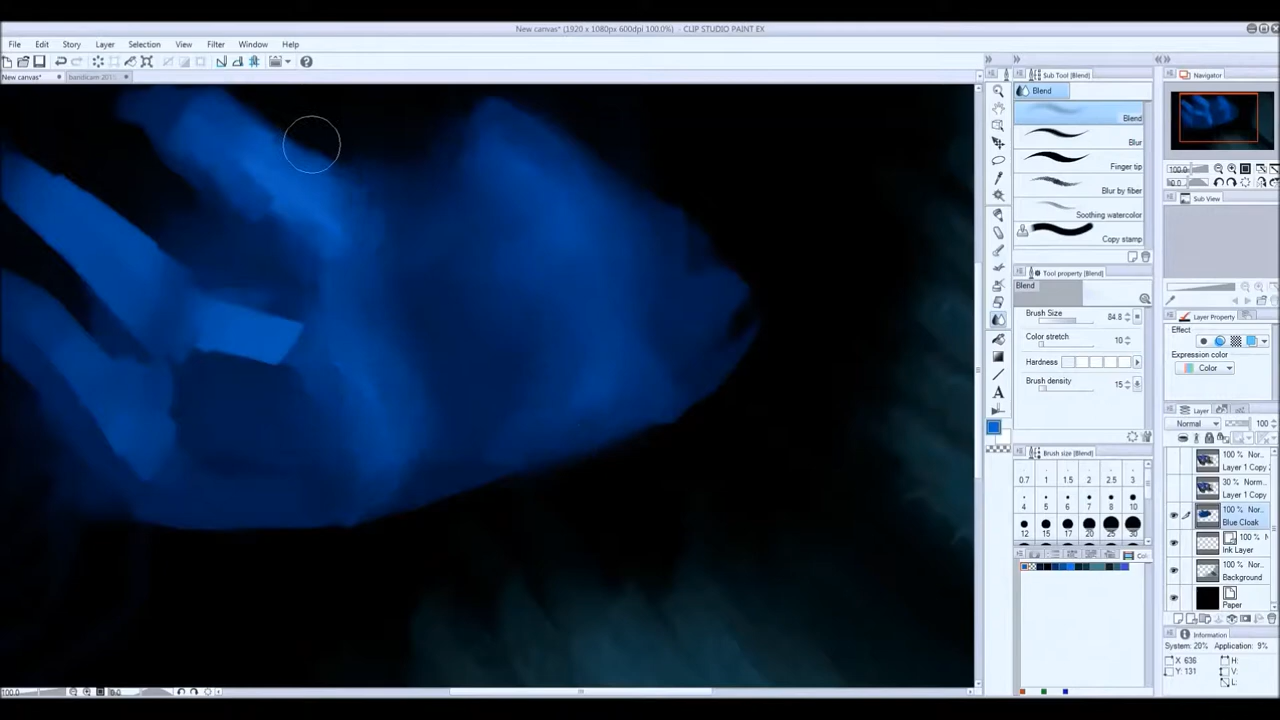 New canvas* (1920 x 1080px 600dpi 100.0%) - CLIP STUDIO PAINT EX
File Edit Story Layer Selection View Filter Window Help
New canvas* bandicam 201
Sub Tool [Blend]
Navigator
Blend
Blend
Blur
Finger tip
Blur by fiber
Soothing watercolor
Copy stamp
100.0
Sub View
Tool property [Blend]
Blend
Brush Size 84.8
Color stretch 10
Hardness
Brush density 15
Layer Property
Effect
Expression color
Color
Layer
Normal 100
100 % Nor...
Layer 1 Copy
30 % Norm...
Layer 1 Copy
100 % Nor...
Blue Cloak
100 % N
Ink Layer
100 % Nor...
Background
Paper
Brush size [Blend]
0.7 1 1.5 2 2.5 3
4 5 6 7 8 10
12 15 17 20 25 30
Information
System: 20% Application: 9%
X 636 H:
Y: 131 V:
L:
100.0